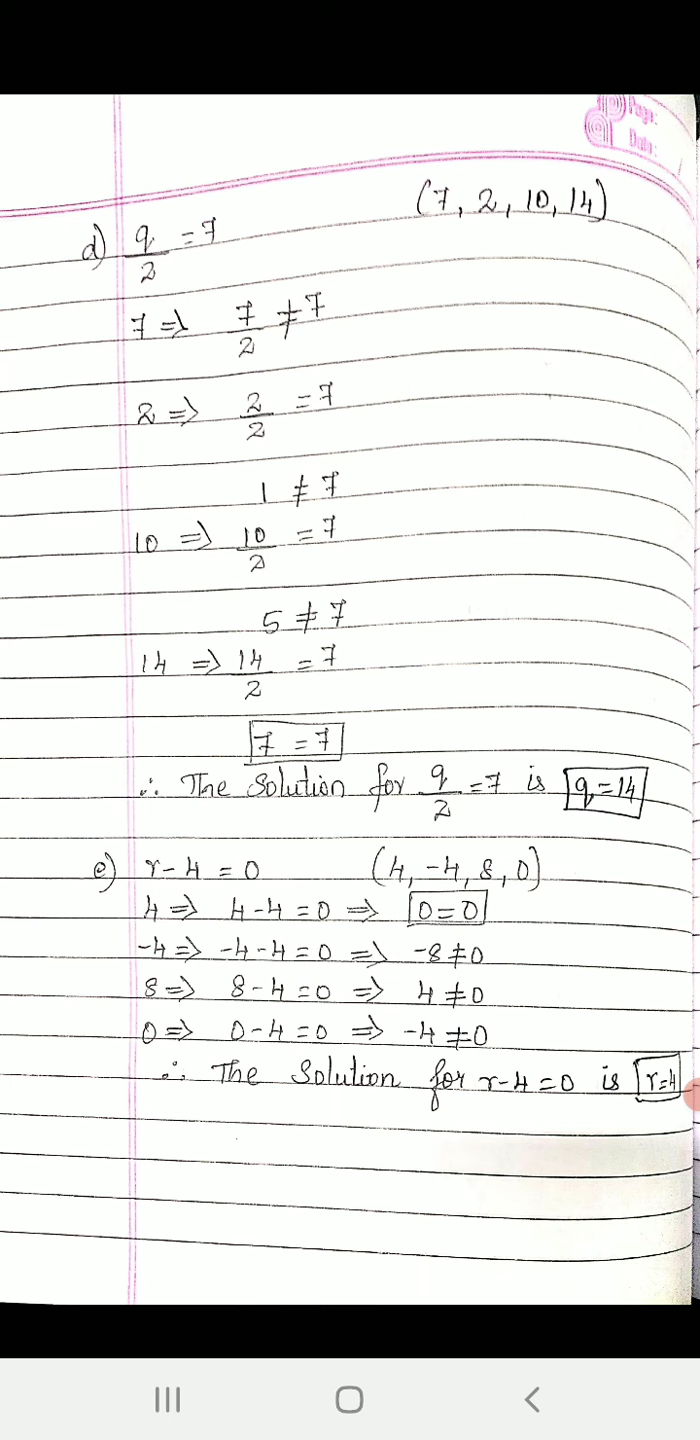 Page:
Date:
(7, 2, 10, 14)
d) q/2 = 7
7 ⇒ 7/2 ≠ 7
2 ⇒ 2/2 = 7
1 ≠ 7
10 ⇒ 10/2 = 7
5 ≠ 7
14 ⇒ 14/2 = 7
7 = 7
∴ The Solution for q/2 = 7 is q = 14
e) r - 4 = 0 (4, -4, 8, 0)
4 ⇒ 4 - 4 = 0 ⇒ 0 = 0
-4 ⇒ -4 - 4 = 0 ⇒ -8 ≠ 0
8 ⇒ 8 - 4 = 0 ⇒ 4 ≠ 0
0 ⇒ 0 - 4 = 0 ⇒ -4 ≠ 0
∴ The Solution for r - 4 = 0 is r = 4